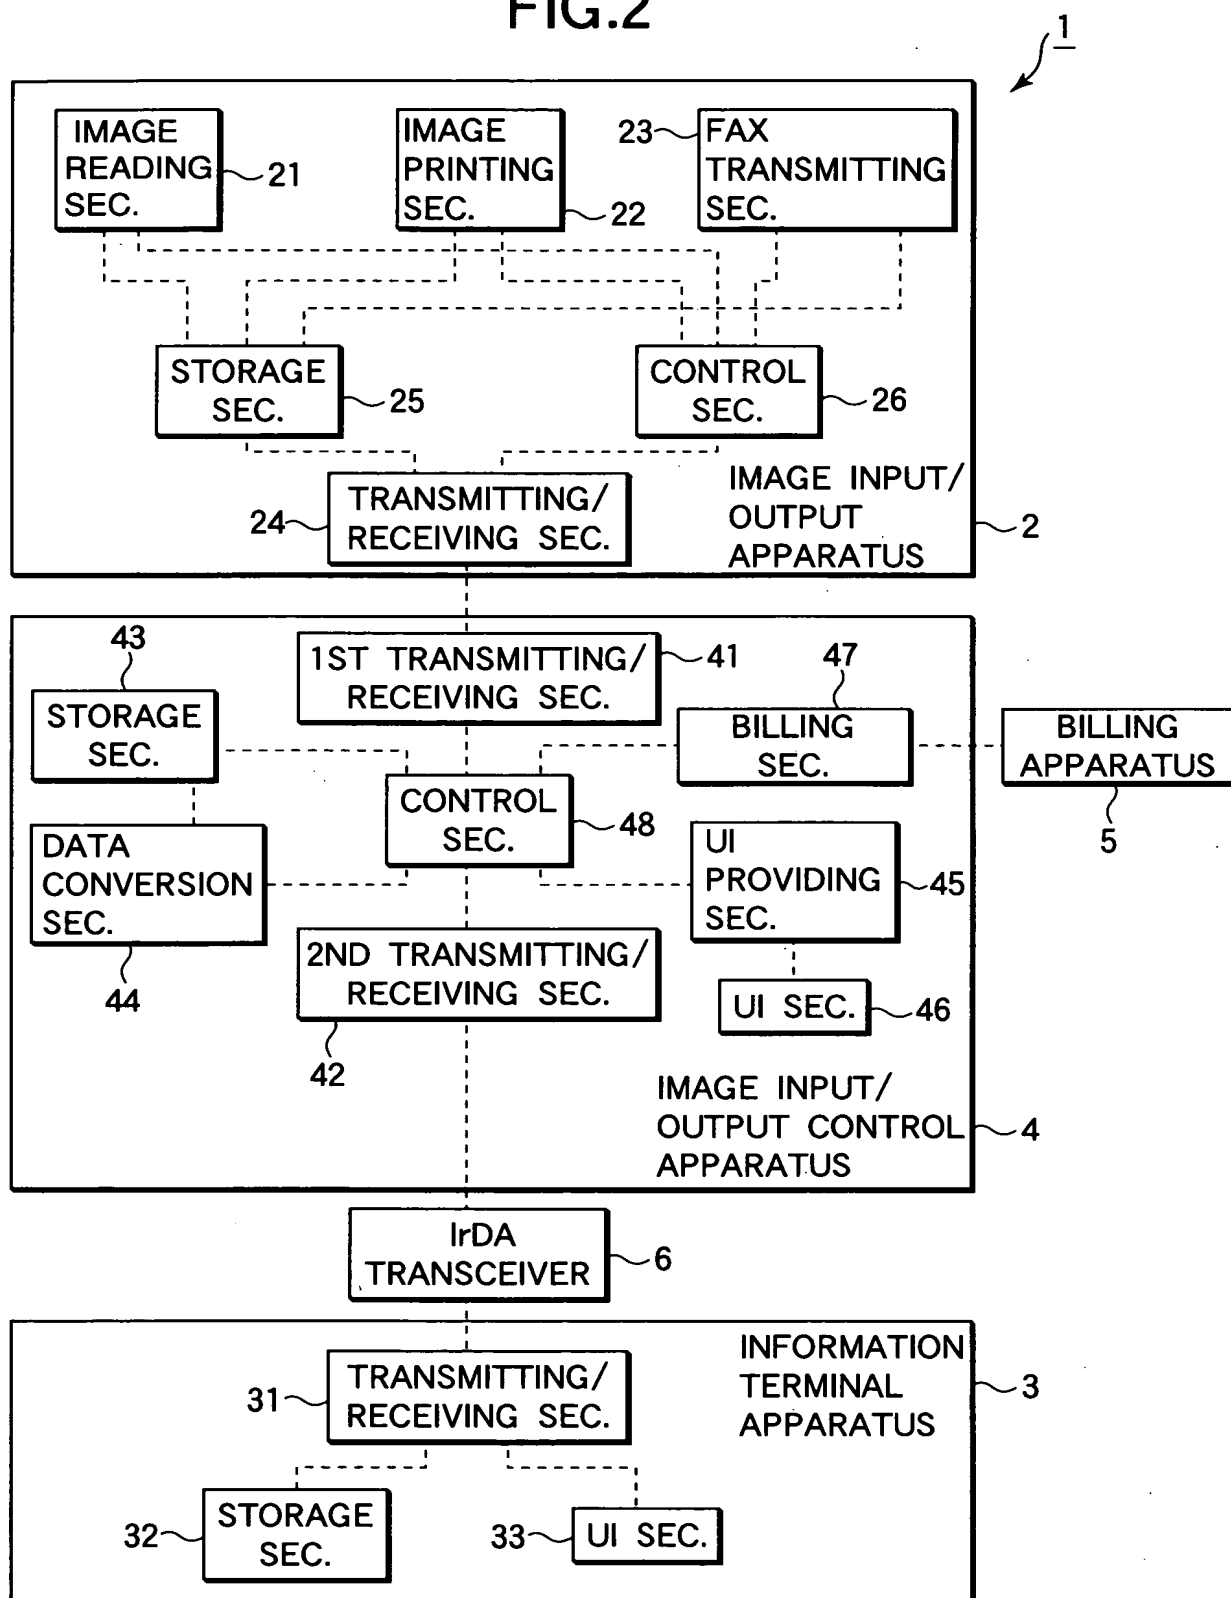 FIG.2
1
IMAGE
READING
SEC.
21
IMAGE
PRINTING
SEC.
22
23
FAX
TRANSMITTING
SEC.
STORAGE
SEC.
25
CONTROL
SEC.
26
24
TRANSMITTING/
RECEIVING SEC.
IMAGE INPUT/
OUTPUT
APPARATUS
2
43
STORAGE
SEC.
1ST TRANSMITTING/
RECEIVING SEC.
41
47
BILLING
SEC.
BILLING
APPARATUS
5
CONTROL
SEC.
48
DATA
CONVERSION
SEC.
44
UI
PROVIDING
SEC.
45
2ND TRANSMITTING/
RECEIVING SEC.
42
UI SEC.
46
IMAGE INPUT/
OUTPUT CONTROL
APPARATUS
4
IrDA
TRANSCEIVER
6
INFORMATION
TERMINAL
APPARATUS
3
31
TRANSMITTING/
RECEIVING SEC.
32
STORAGE
SEC.
33
UI SEC.